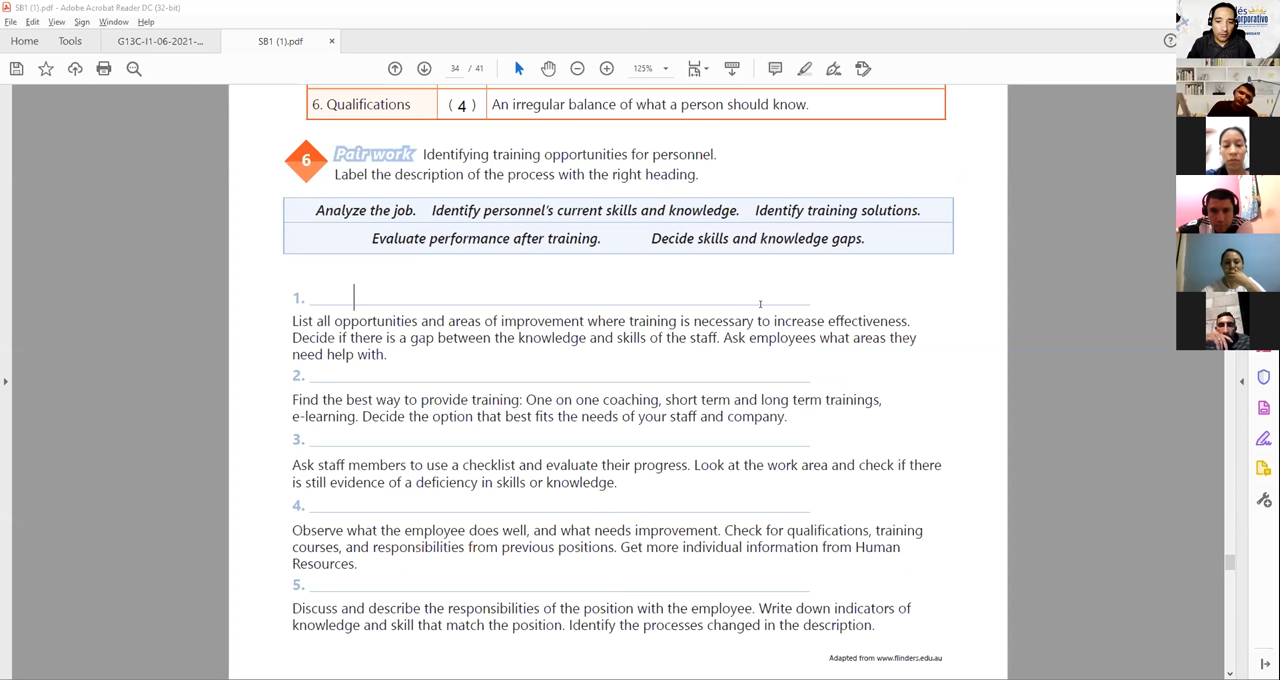 SB1 (1).pdf - Adobe Acrobat Reader DC (32-bit)
File Edit View Sign Window Help
Home Tools G13C-I1-06-2021-... SB1 (1).pdf ×
34 / 41 125%
6. Qualifications ( 4 ) An irregular balance of what a person should know.
6 Pair work Identifying training opportunities for personnel.
Label the description of the process with the right heading.
Analyze the job. Identify personnel's current skills and knowledge. Identify training solutions.
Evaluate performance after training. Decide skills and knowledge gaps.
1.
List all opportunities and areas of improvement where training is necessary to increase effectiveness.
Decide if there is a gap between the knowledge and skills of the staff. Ask employees what areas they
need help with.
2.
Find the best way to provide training: One on one coaching, short term and long term trainings,
e-learning. Decide the option that best fits the needs of your staff and company.
3.
Ask staff members to use a checklist and evaluate their progress. Look at the work area and check if there
is still evidence of a deficiency in skills or knowledge.
4.
Observe what the employee does well, and what needs improvement. Check for qualifications, training
courses, and responsibilities from previous positions. Get more individual information from Human
Resources.
5.
Discuss and describe the responsibilities of the position with the employee. Write down indicators of
knowledge and skill that match the position. Identify the processes changed in the description.
Adapted from www.flinders.edu.au